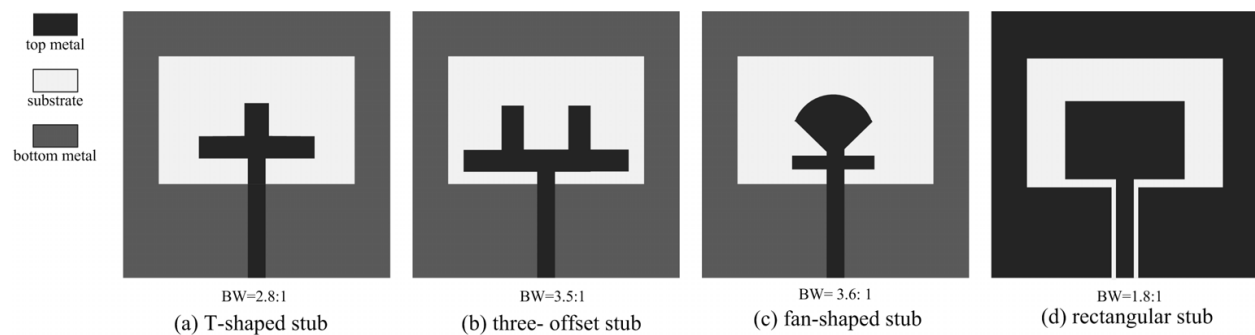 top metal
substrate
bottom metal
BW=2.8:1
BW=3.5:1
BW= 3.6: 1
BW=1.8:1
(a) T-shaped stub
(b) three- offset stub
(c) fan-shaped stub
(d) rectangular stub